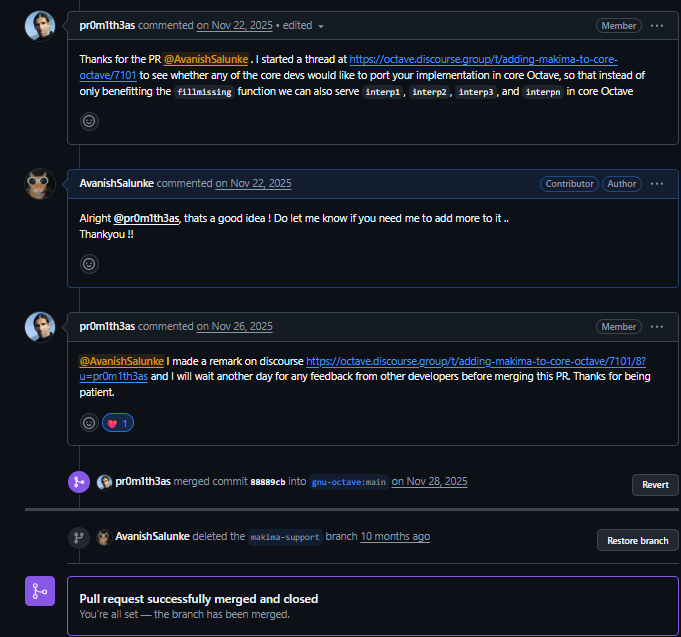 pr0m1th3as commented on Nov 22, 2025 • edited
Member
Thanks for the PR @AvanishSalunke . I started a thread at https://octave.discourse.group/t/adding-makima-to-core-
octave/7101 to see whether any of the core devs would like to port your implementation in core Octave, so that instead of
only benefitting the fillmissing function we can also serve interp1, interp2, interp3, and interpn in core Octave
AvanishSalunke commented on Nov 22, 2025
Contributor Author
Alright @pr0m1th3as, thats a good idea ! Do let me know if you need me to add more to it ..
Thankyou !!
pr0m1th3as commented on Nov 26, 2025
Member
@AvanishSalunke I made a remark on discourse https://octave.discourse.group/t/adding-makima-to-core-octave/7101/8?
u=pr0m1th3as and I will wait another day for any feedback from other developers before merging this PR. Thanks for being
patient.
1
pr0m1th3as merged commit 88889cb into gnu-octave:main on Nov 28, 2025
Revert
AvanishSalunke deleted the makima-support branch 10 months ago
Restore branch
Pull request successfully merged and closed
You're all set — the branch has been merged.